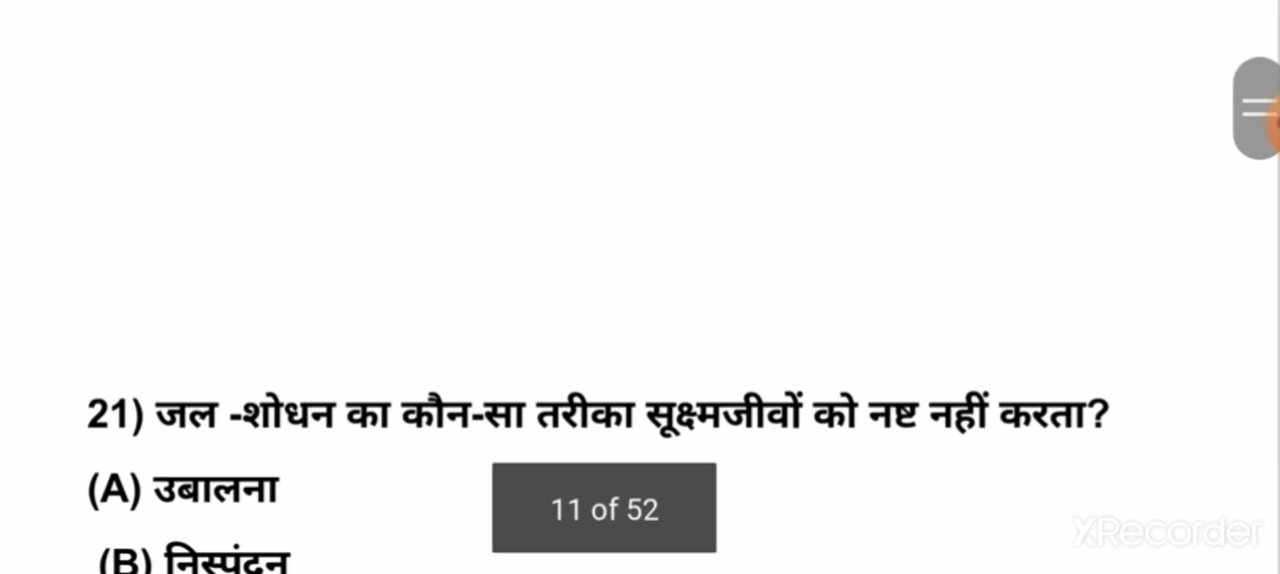 21) जल -शोधन का कौन-सा तरीका सूक्ष्मजीवों को नष्ट नहीं करता?
(A) उबालना
11 of 52
XRecorder
(B) निस्पंदन